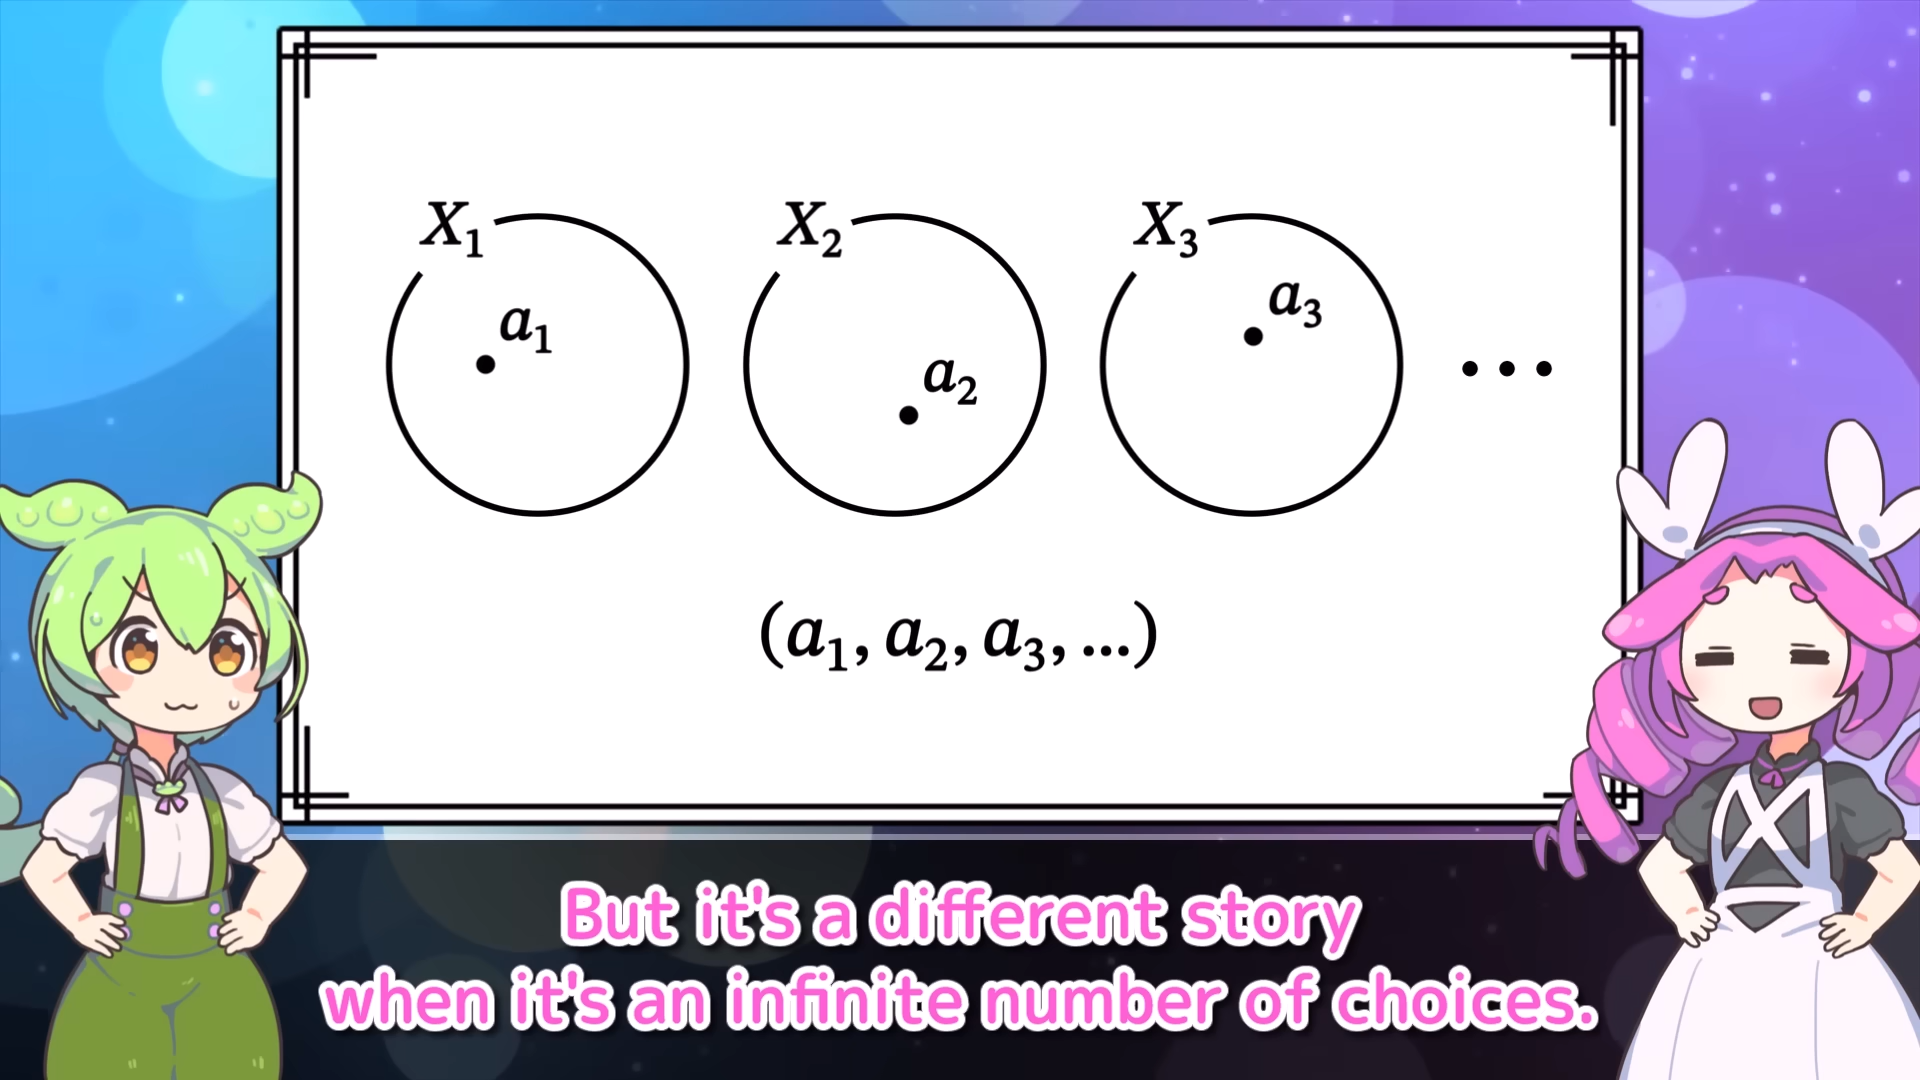 X₁ X₂ X₃
a₁ a₂ a₃ ...
(a₁, a₂, a₃, ...)
But it's a different story
when it's an infinite number of choices.